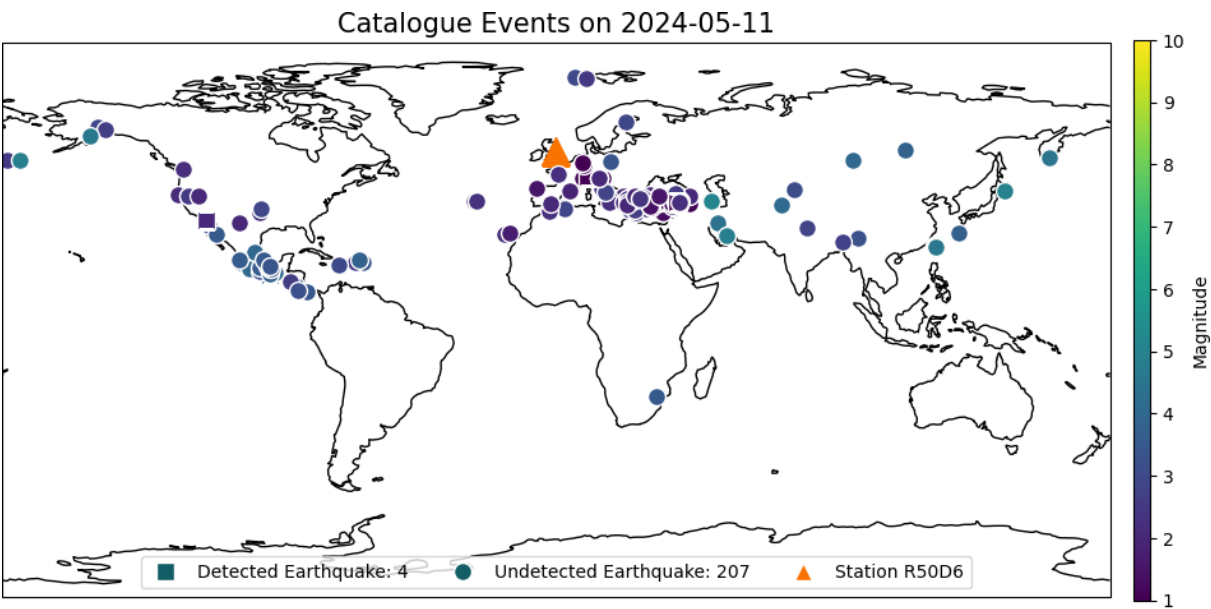 Catalogue Events on 2024-05-11
10
9
8
7
6
5
4
3
2
1
Magnitude
Detected Earthquake: 4
Undetected Earthquake: 207
Station R50D6